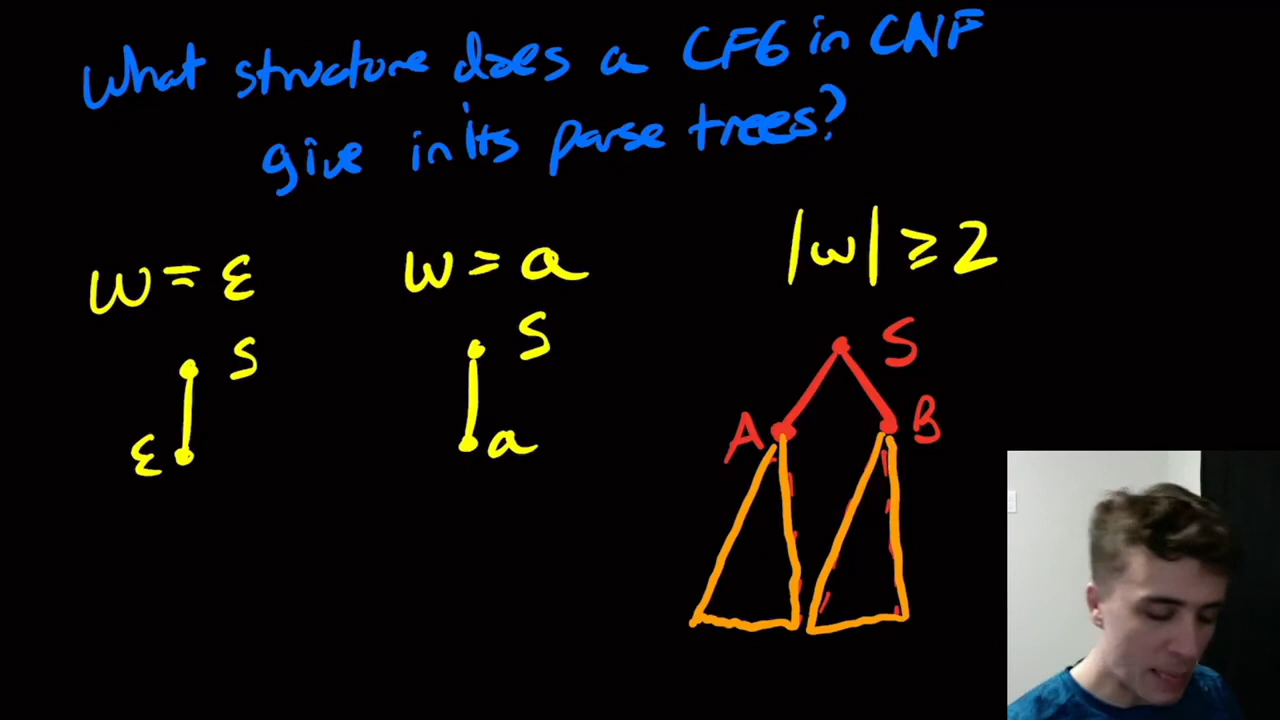 What structure does a CFG in CNF
give in its parse trees?
w = ε
w = a
|w| ≥ 2
S
ε
S
a
S
A
B